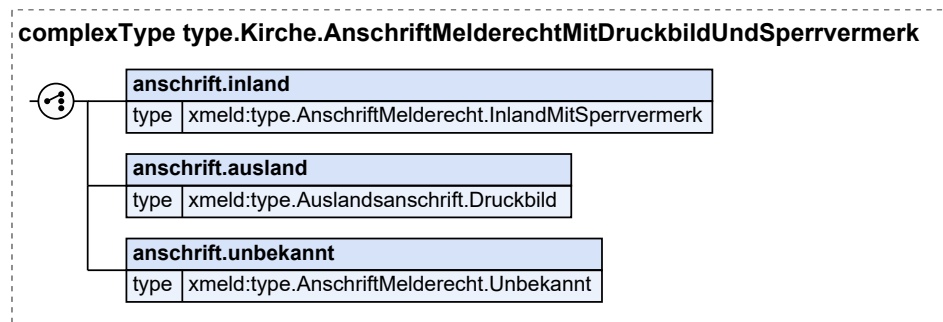 complexType type.Kirche.AnschriftMelderechtMitDruckbildUndSperrvermerk
anschrift.inland
type xmeld:type.AnschriftMelderecht.InlandMitSperrvermerk
anschrift.ausland
type xmeld:type.Auslandsanschrift.Druckbild
anschrift.unbekannt
type xmeld:type.AnschriftMelderecht.Unbekannt